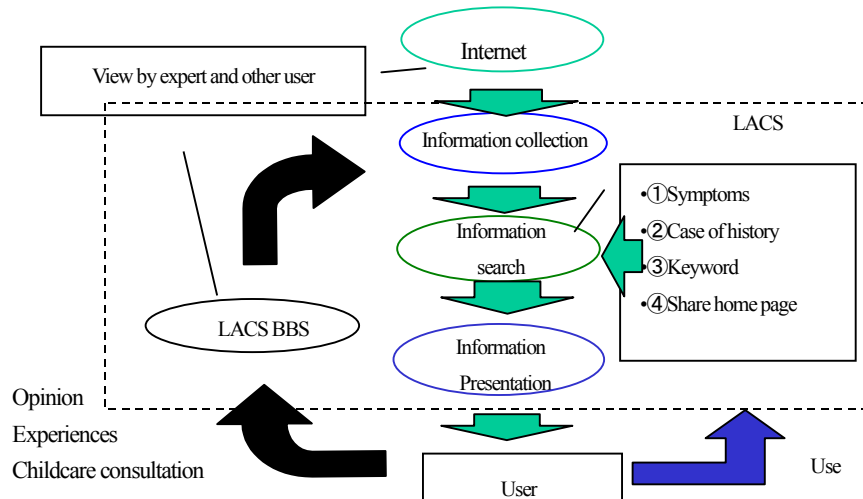 Internet
View by expert and other user
LACS
Information collection
•①Symptoms
•②Case of history
•③Keyword
•④Share home page
Information
search
LACS BBS
Information
Presentation
Opinion
Experiences
Childcare consultation
User
Use